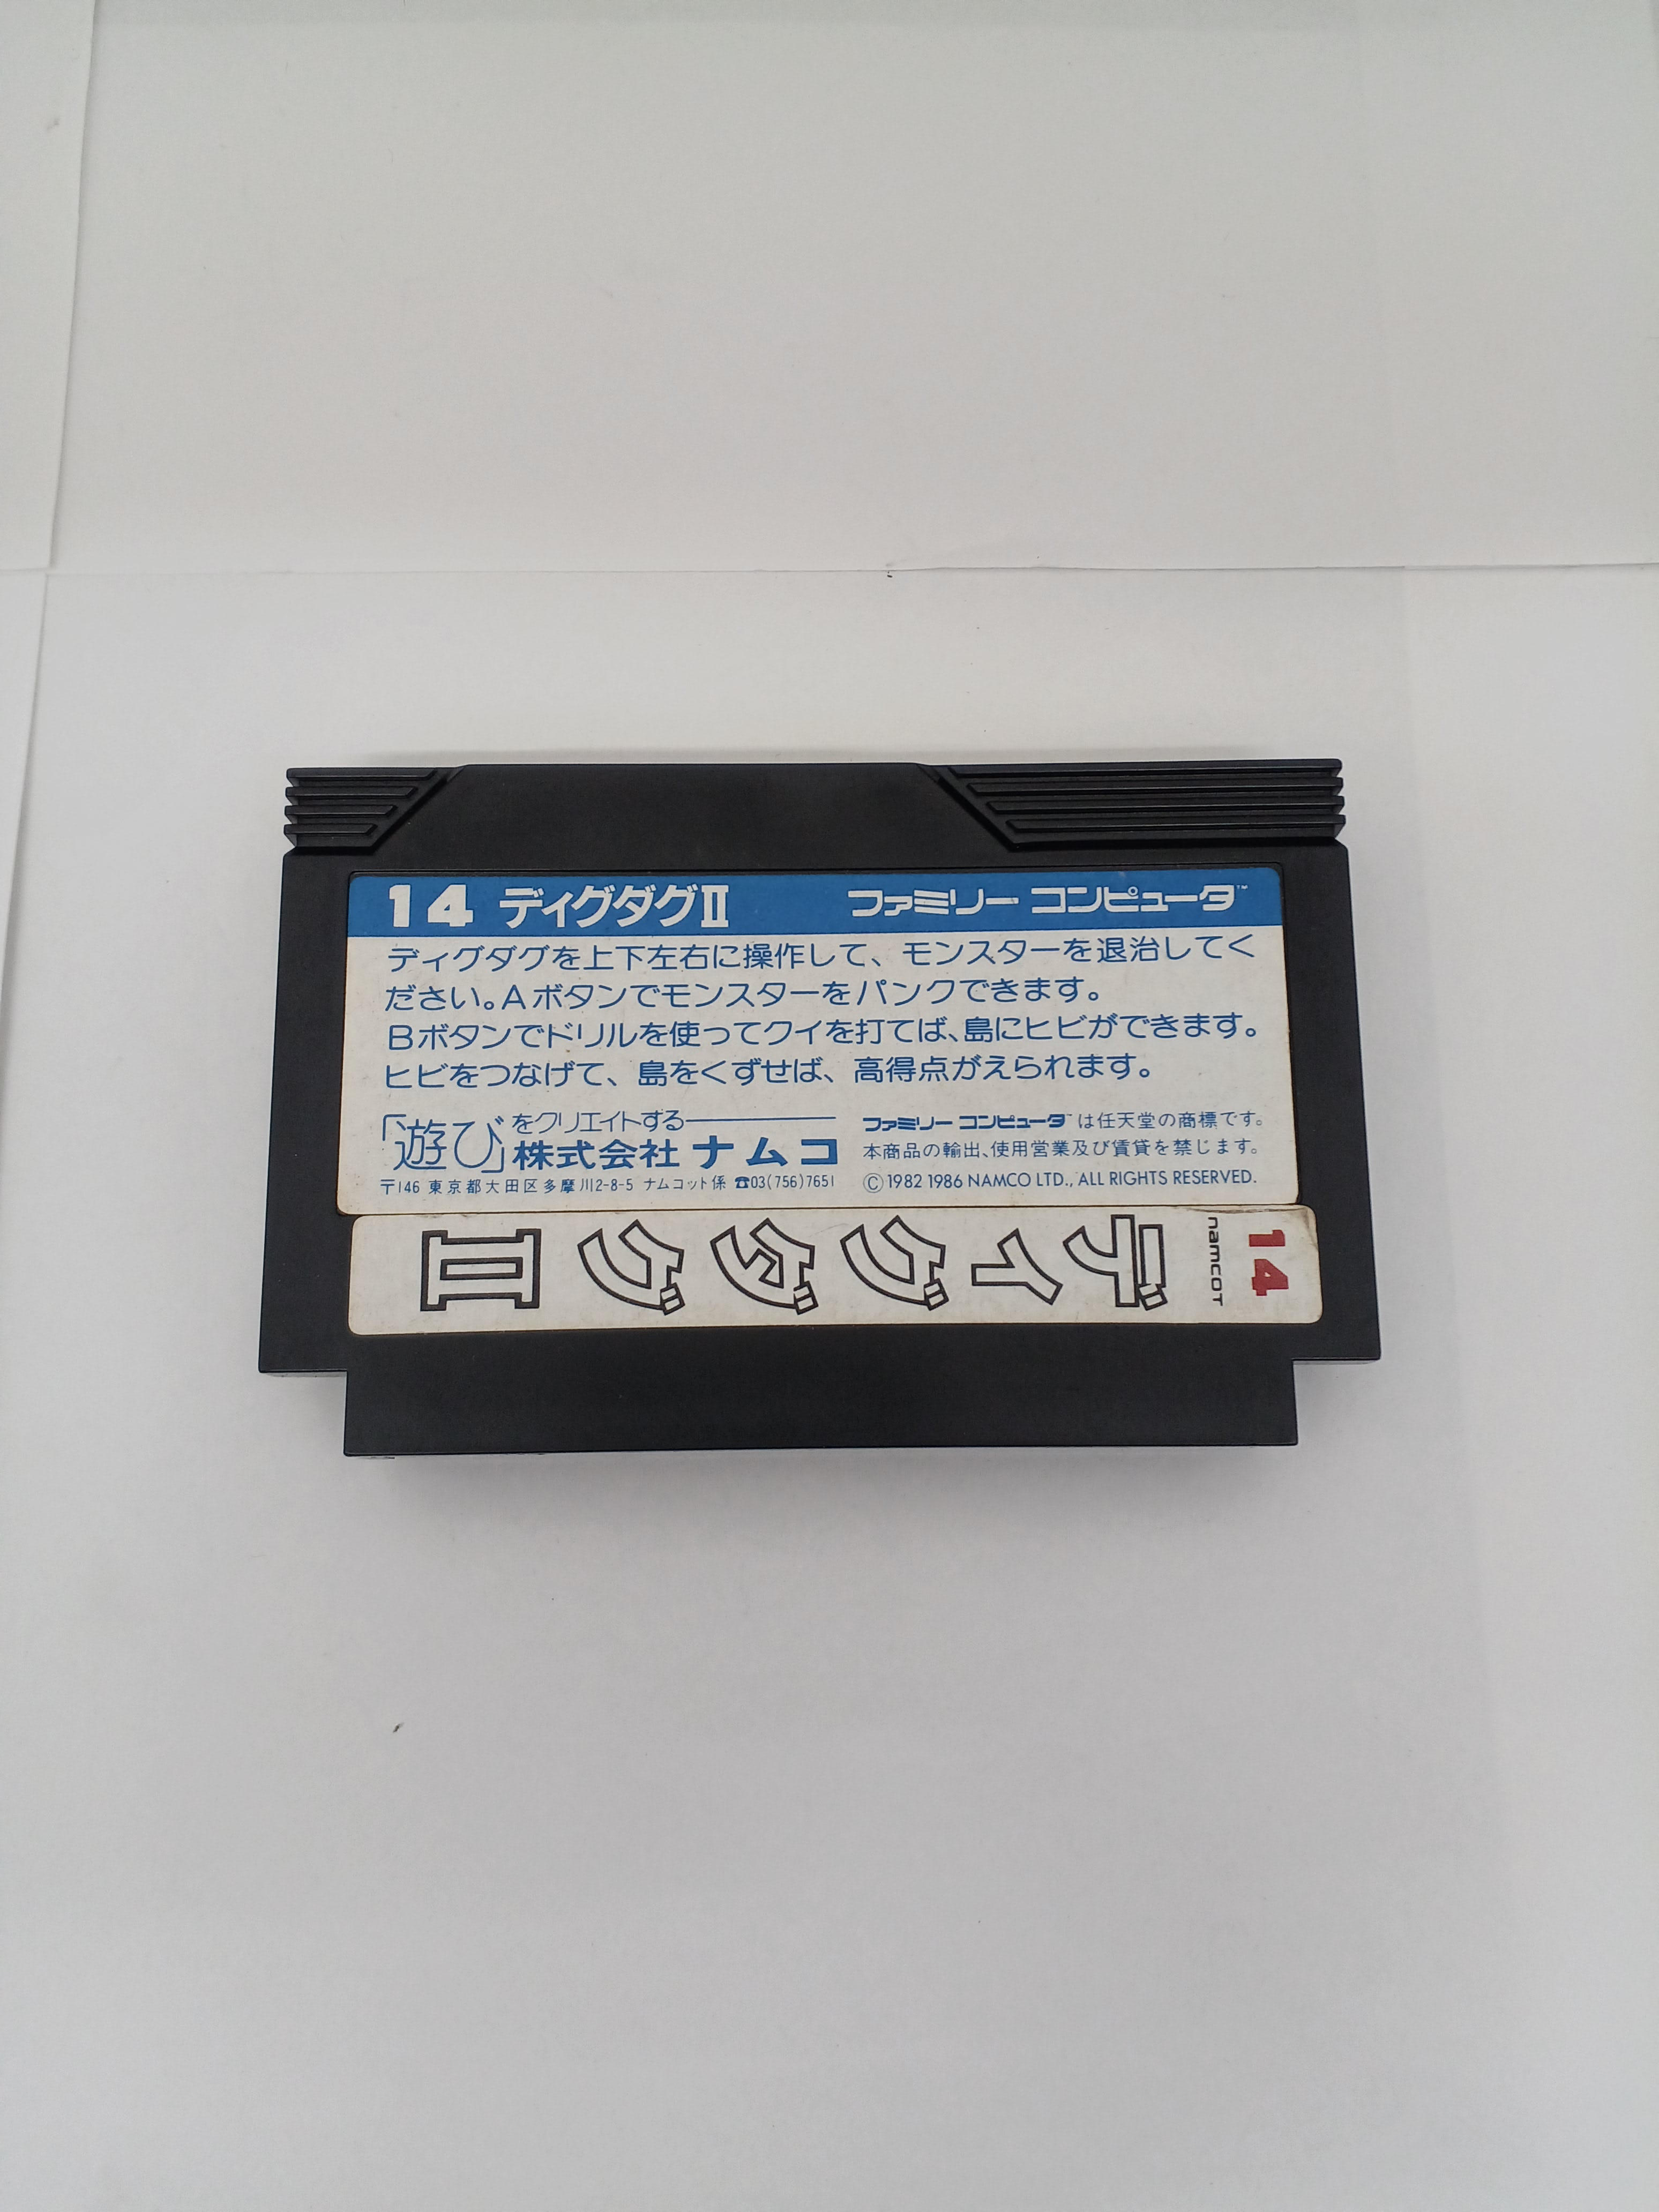 14 ディグダグⅡ ファミリー コンピュータ™
ディグダグを上下左右に操作して、モンスターを退治してく
ださい。Aボタンでモンスターをパンクできます。
Bボタンでドリルを使ってクイを打てば、島にヒビができます。
ヒビをつなげて、島をくずせば、高得点がえられます。
「遊び」をクリエイトする
株式会社 ナムコ
〒146 東京都大田区多摩川2-8-5 ナムコット係 ☎03(756)7651
ファミリー コンピュータ™は任天堂の商標です。
本商品の輸出、使用営業及び賃貸を禁じます。
©1982 1986 NAMCO LTD., ALL RIGHTS RESERVED.
14
namcot
ディグダグⅡ